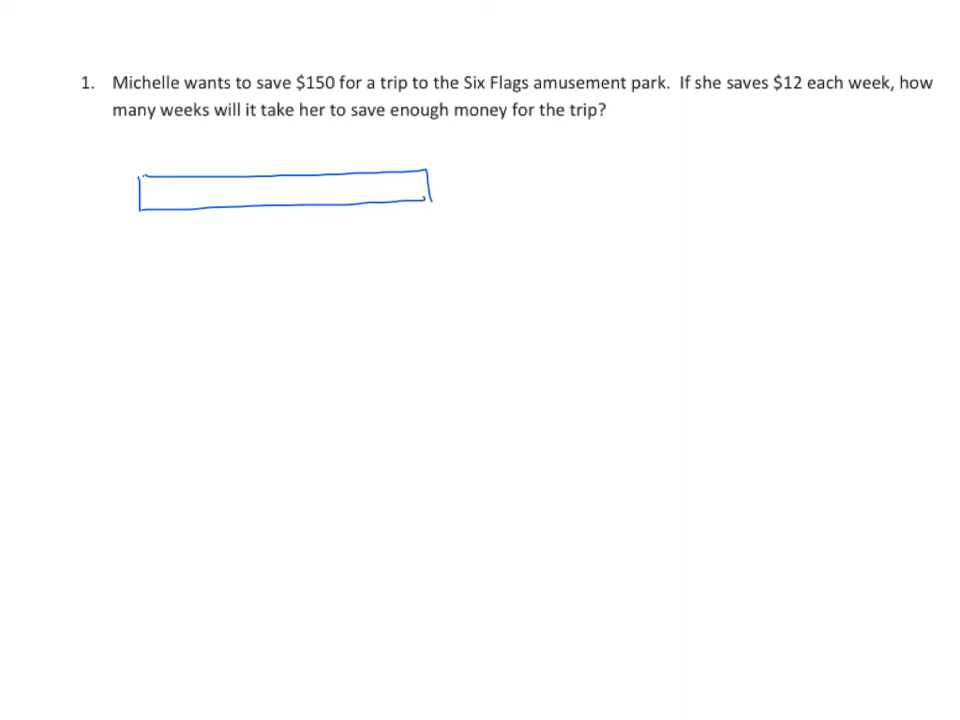 1. Michelle wants to save $150 for a trip to the Six Flags amusement park. If she saves $12 each week, how
many weeks will it take her to save enough money for the trip?